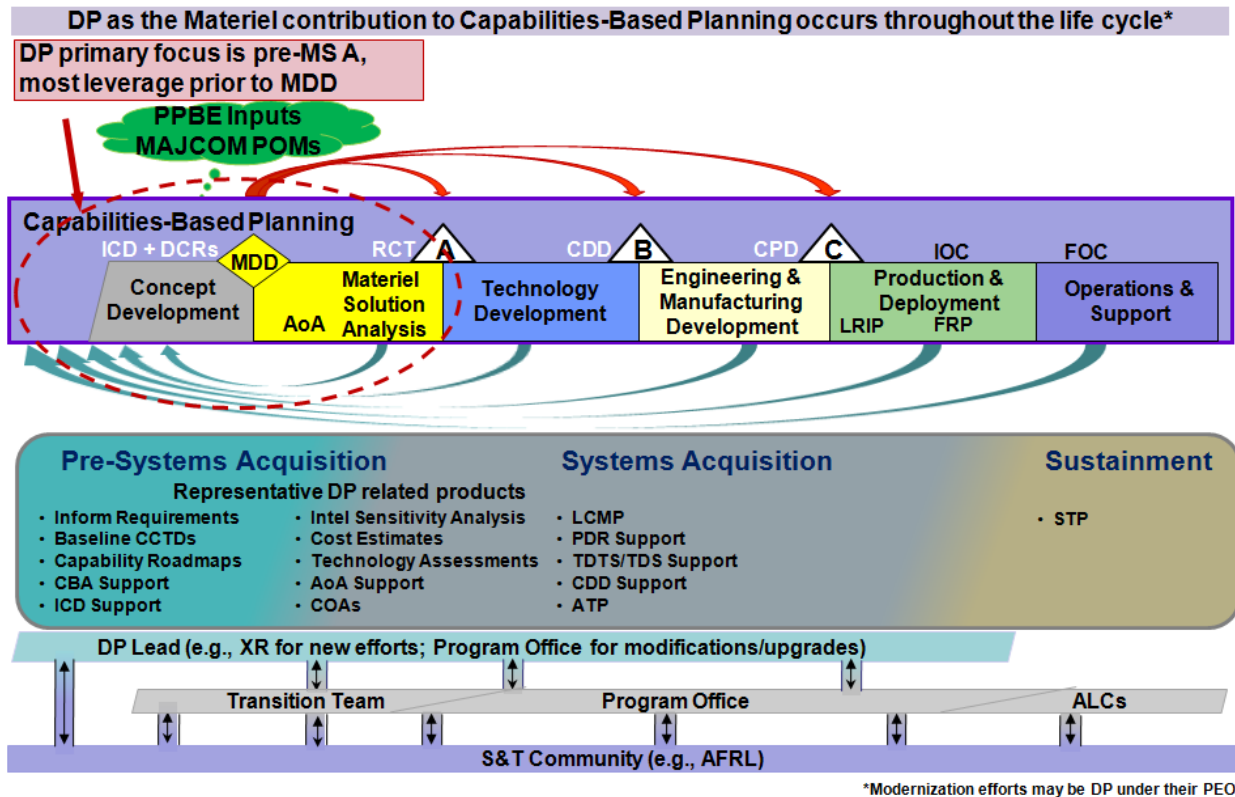 DP as the Materiel contribution to Capabilities-Based Planning occurs throughout the life cycle*
DP primary focus is pre-MS A,
most leverage prior to MDD
PPBE Inputs
MAJCOM POMs
Capabilities-Based Planning
ICD + DCRs
MDD
RCT
A
CDD
B
CPD
C
IOC
FOC
Concept
Development
Materiel
Solution
Analysis
AoA
Technology
Development
Engineering &
Manufacturing
Development
Production &
Deployment
LRIP
FRP
Operations &
Support
Pre-Systems Acquisition
Systems Acquisition
Sustainment
Representative DP related products
• Inform Requirements
• Baseline CCTDs
• Capability Roadmaps
• CBA Support
• ICD Support
• Intel Sensitivity Analysis
• Cost Estimates
• Technology Assessments
• AoA Support
• COAs
• LCMP
• PDR Support
• TDTS/TDS Support
• CDD Support
• ATP
• STP
DP Lead (e.g., XR for new efforts; Program Office for modifications/upgrades)
Transition Team
Program Office
ALCs
S&T Community (e.g., AFRL)
*Modernization efforts may be DP under their PEO